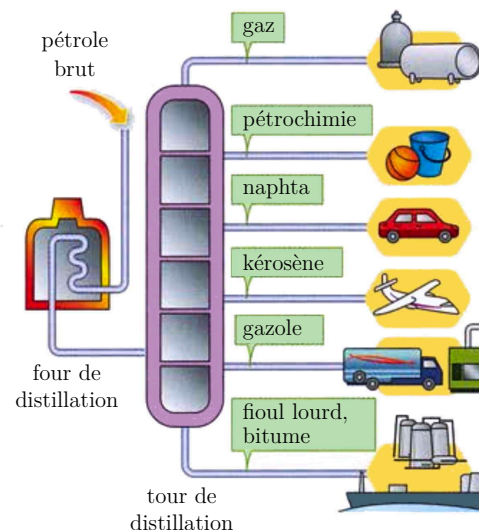 gaz
pétrole
brut
pétrochimie
naphta
kérosène
gazole
four de
distillation
fioul lourd,
bitume
tour de
distillation